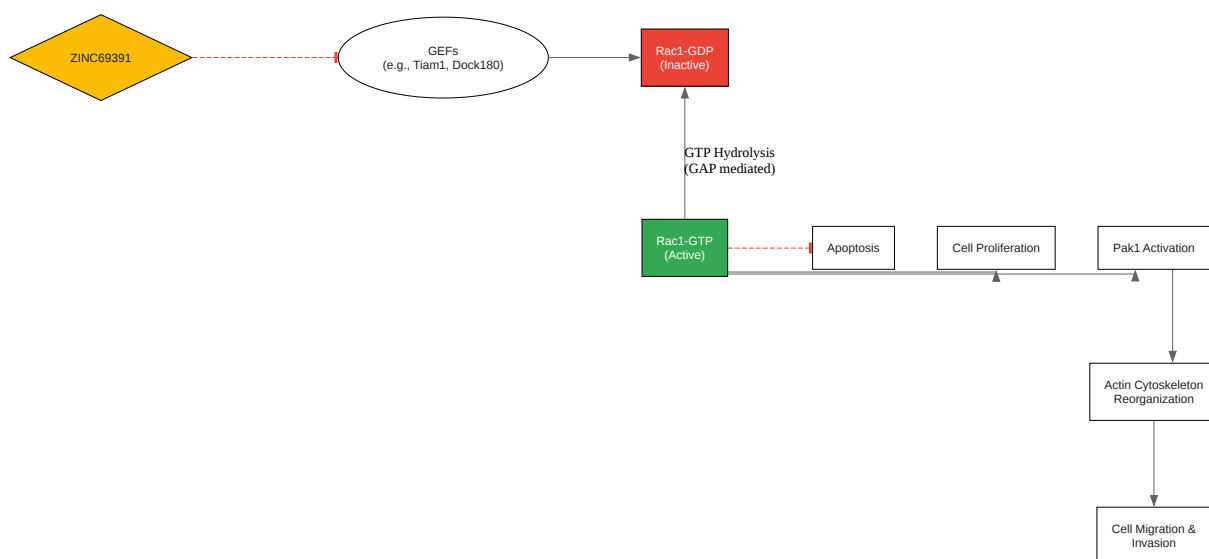 ZINC69391
GEFs
(e.g., Tiam1, Dock180)
Rac1-GDP
(Inactive)
GTP Hydrolysis
(GAP mediated)
Rac1-GTP
(Active)
Apoptosis
Cell Proliferation
Pak1 Activation
Actin Cytoskeleton
Reorganization
Cell Migration &
Invasion